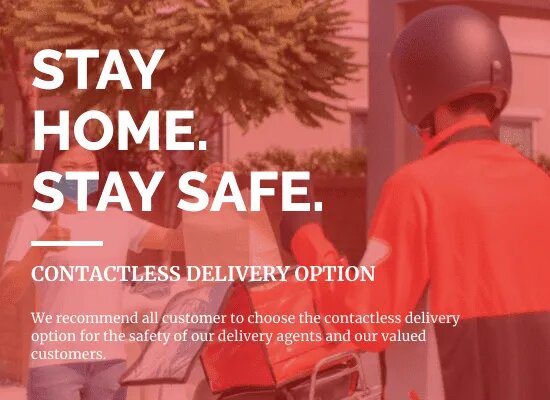 STAY
HOME.
STAY SAFE.
CONTACTLESS DELIVERY OPTION
We recommend all customer to choose the contactless delivery
option for the safety of our delivery agents and our valued
customers.